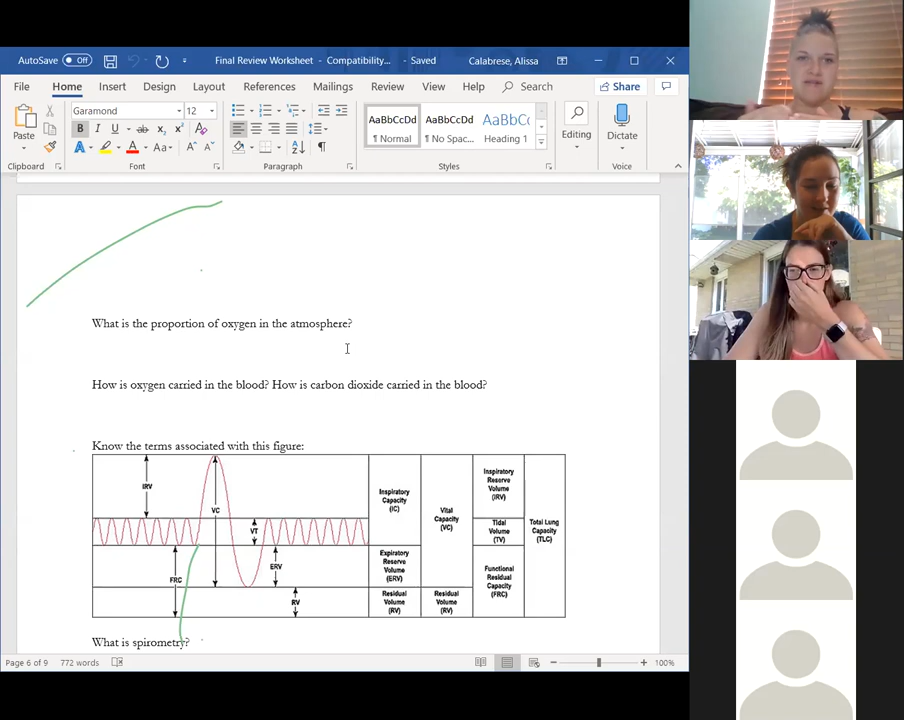 AutoSave Off Final Review Worksheet - Compatibility... - Saved Calabrese, Alissa
File Home Insert Design Layout References Mailings Review View Help Search Share
Garamond 12
Paste B I U x₂ x² A Aa A A A AaBbCcDd AaBbCcDd AaBbCc Editing Dictate
¶ Normal ¶ No Spac... Heading 1
Clipboard Font Paragraph Styles Voice
What is the proportion of oxygen in the atmosphere?
How is oxygen carried in the blood? How is carbon dioxide carried in the blood?
Know the terms associated with this figure:
IRV
VC
VT
FRC
ERV
RV
Inspiratory Capacity (IC)
Expiratory Reserve Volume (ERV)
Residual Volume (RV)
Vital Capacity (VC)
Residual Volume (RV)
Inspiratory Reserve Volume (IRV)
Tidal Volume (TV)
Functional Residual Capacity (FRC)
Total Lung Capacity (TLC)
What is spirometry?
Page 6 of 9 772 words 100%